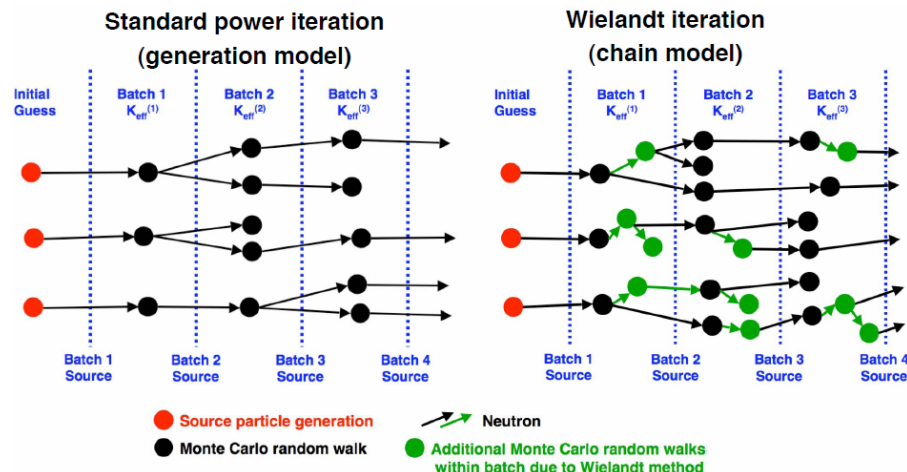 Standard power iteration
(generation model)
Initial
Guess
Batch 1
Keff(1)
Batch 2
Keff(2)
Batch 3
Keff(3)
Batch 1
Source
Batch 2
Source
Batch 3
Source
Batch 4
Source
Wielandt iteration
(chain model)
Initial
Guess
Batch 1
Keff(1)
Batch 2
Keff(2)
Batch 3
Keff(3)
Batch 1
Source
Batch 2
Source
Batch 3
Source
Batch 4
Source
Source particle generation
Monte Carlo random walk
Neutron
Additional Monte Carlo random walks
within batch due to Wielandt method